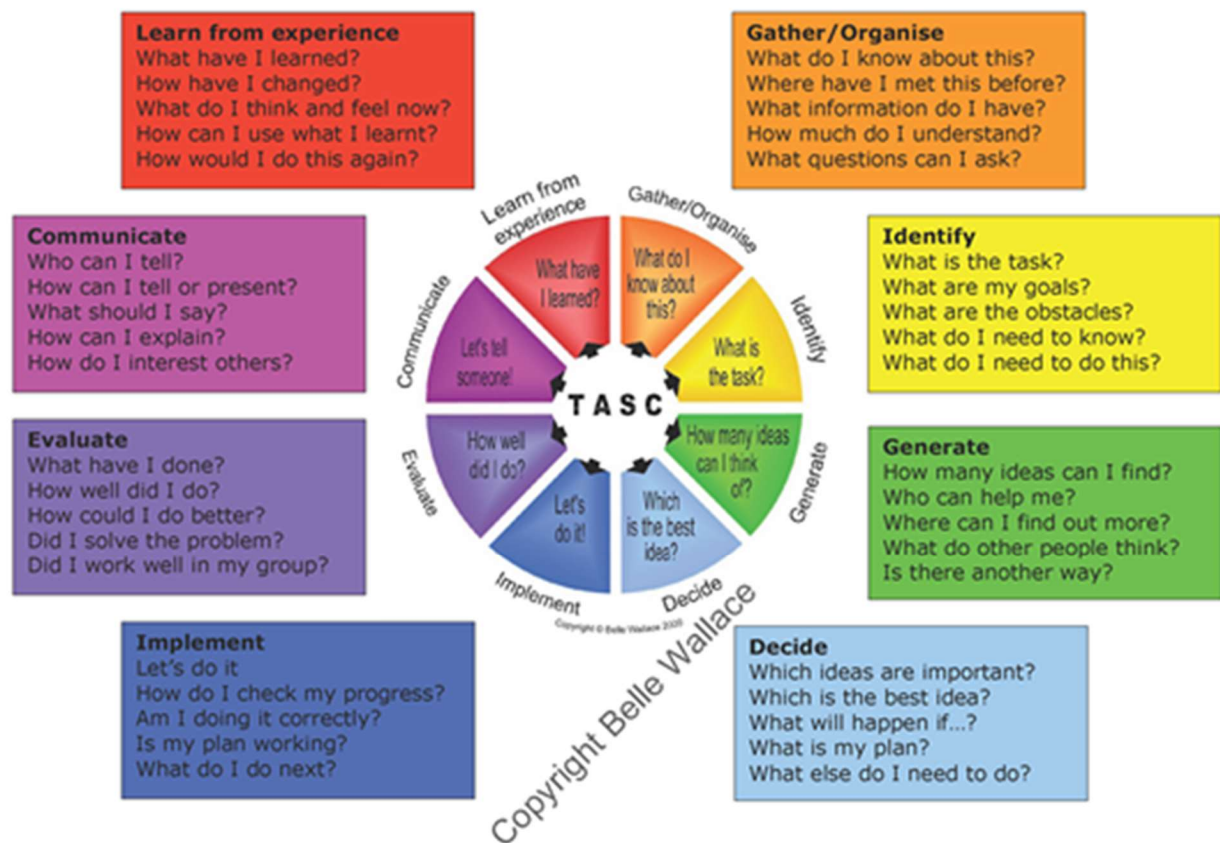 Learn from experience
What have I learned?
How have I changed?
What do I think and feel now?
How can I use what I learnt?
How would I do this again?
Gather/Organise
What do I know about this?
Where have I met this before?
What information do I have?
How much do I understand?
What questions can I ask?
Communicate
Who can I tell?
How can I tell or present?
What should I say?
How can I explain?
How do I interest others?
Identify
What is the task?
What are my goals?
What are the obstacles?
What do I need to know?
What do I need to do this?
Evaluate
What have I done?
How well did I do?
How could I do better?
Did I solve the problem?
Did I work well in my group?
Generate
How many ideas can I find?
Who can help me?
Where can I find out more?
What do other people think?
Is there another way?
Implement
Let's do it
How do I check my progress?
Am I doing it correctly?
Is my plan working?
What do I do next?
Decide
Which ideas are important?
Which is the best idea?
What will happen if...?
What is my plan?
What else do I need to do?
Learn from
experience
What have
I learned?
Gather/Organise
What do I
know about
this?
Identify
What is
the task?
Generate
How many ideas
can I think
of?
Decide
Which
is the best
idea?
Implement
Let's
do it!
Evaluate
How well
did I do?
Communicate
Let's tell
someone!
TASC
Copyright © Belle Wallace
Copyright Belle Wallace